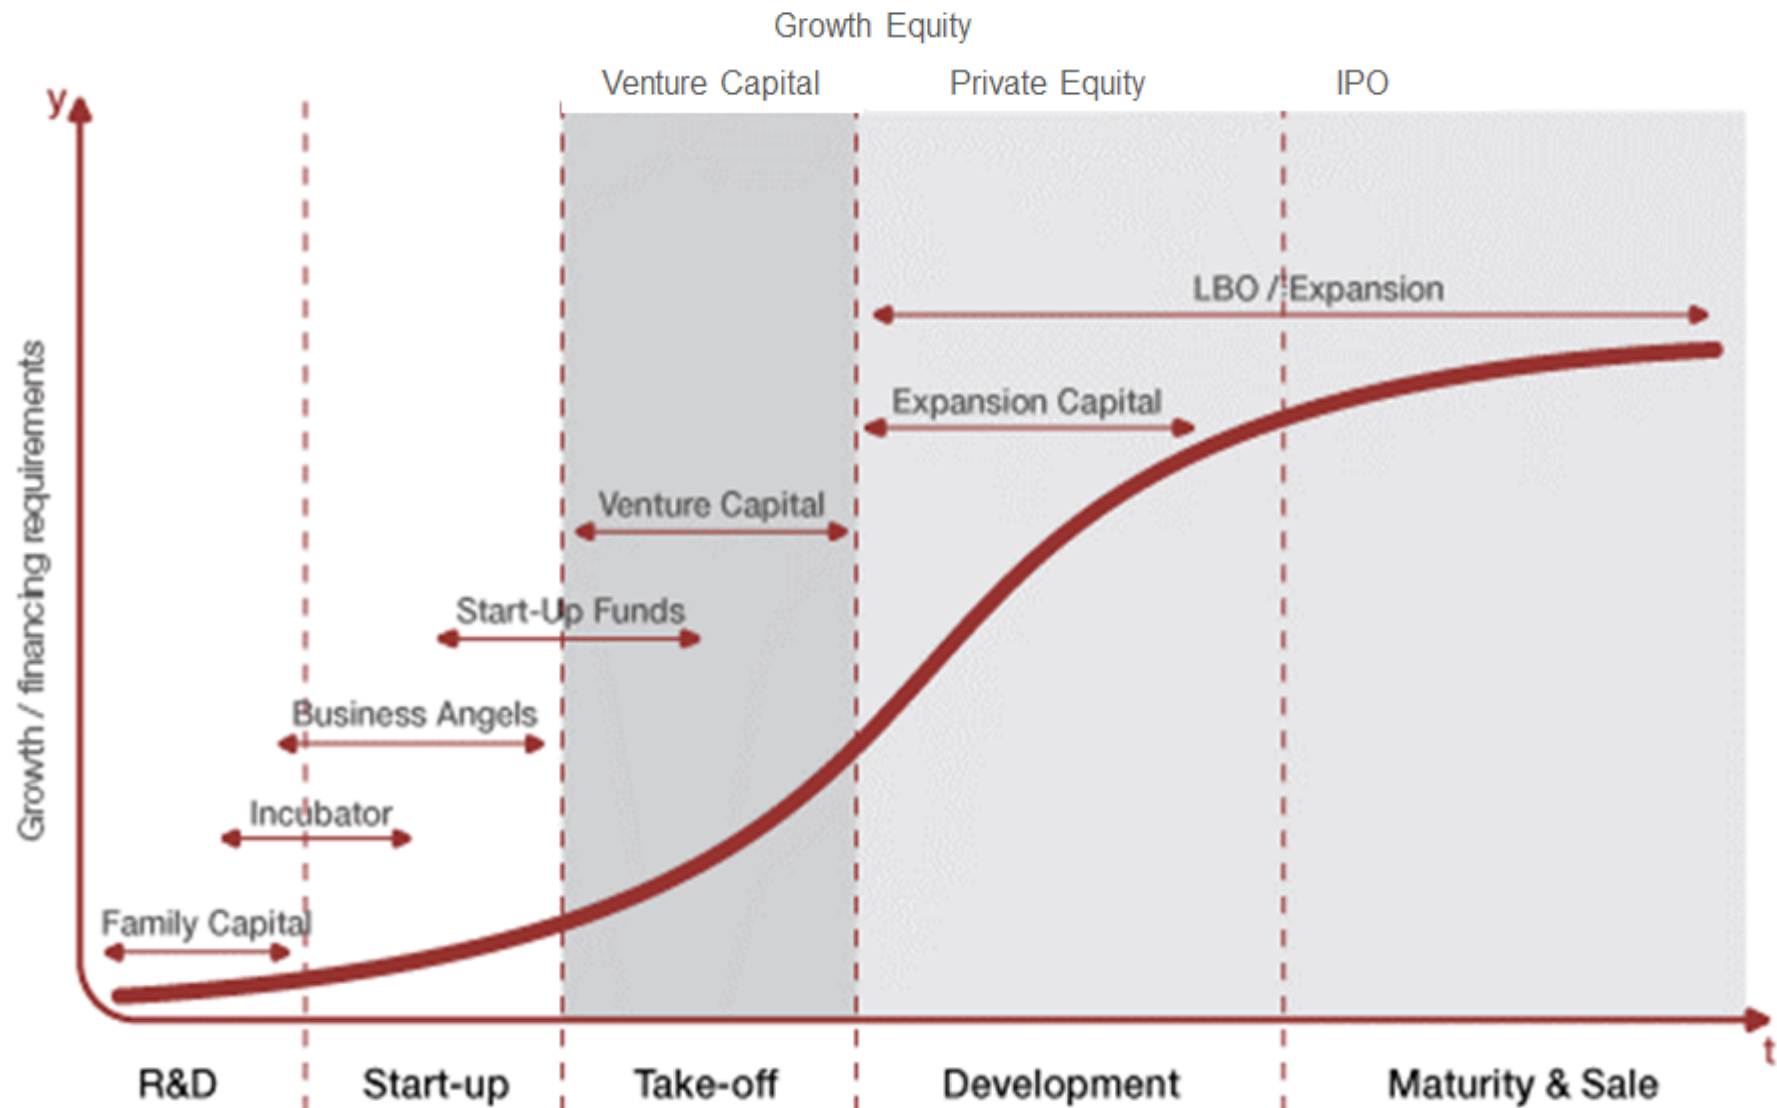 Growth Equity
Venture Capital
Private Equity
IPO
y
LBO / Expansion
Expansion Capital
Venture Capital
Start-Up Funds
Business Angels
Incubator
Family Capital
Growth / financing requirements
t
R&D
Start-up
Take-off
Development
Maturity & Sale